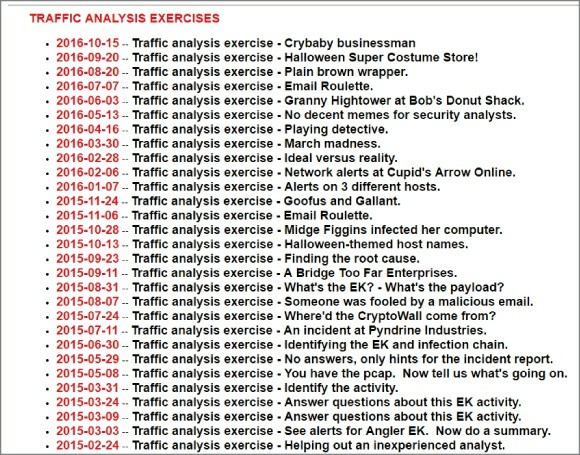 TRAFFIC ANALYSIS EXERCISES
2016-10-15 -- Traffic analysis exercise - Crybaby businessman
2016-09-20 -- Traffic analysis exercise - Halloween Super Costume Store!
2016-08-20 -- Traffic analysis exercise - Plain brown wrapper.
2016-07-07 -- Traffic analysis exercise - Email Roulette.
2016-06-03 -- Traffic analysis exercise - Granny Hightower at Bob's Donut Shack.
2016-05-13 -- Traffic analysis exercise - No decent memes for security analysts.
2016-04-16 -- Traffic analysis exercise - Playing detective.
2016-03-30 -- Traffic analysis exercise - March madness.
2016-02-28 -- Traffic analysis exercise - Ideal versus reality.
2016-02-06 -- Traffic analysis exercise - Network alerts at Cupid's Arrow Online.
2016-01-07 -- Traffic analysis exercise - Alerts on 3 different hosts.
2015-11-24 -- Traffic analysis exercise - Goofus and Gallant.
2015-11-06 -- Traffic analysis exercise - Email Roulette.
2015-10-28 -- Traffic analysis exercise - Midge Figgins infected her computer.
2015-10-13 -- Traffic analysis exercise - Halloween-themed host names.
2015-09-23 -- Traffic analysis exercise - Finding the root cause.
2015-09-11 -- Traffic analysis exercise - A Bridge Too Far Enterprises.
2015-08-31 -- Traffic analysis exercise - What's the EK? - What's the payload?
2015-08-07 -- Traffic analysis exercise - Someone was fooled by a malicious email.
2015-07-24 -- Traffic analysis exercise - Where'd the CryptoWall come from?
2015-07-11 -- Traffic analysis exercise - An incident at Pyndrine Industries.
2015-06-30 -- Traffic analysis exercise - Identifying the EK and infection chain.
2015-05-29 -- Traffic analysis exercise - No answers, only hints for the incident report.
2015-05-08 -- Traffic analysis exercise - You have the pcap. Now tell us what's going on.
2015-03-31 -- Traffic analysis exercise - Identify the activity.
2015-03-24 -- Traffic analysis exercise - Answer questions about this EK activity.
2015-03-09 -- Traffic analysis exercise - Answer questions about this EK activity.
2015-03-03 -- Traffic analysis exercise - See alerts for Angler EK. Now do a summary.
2015-02-24 -- Traffic analysis exercise - Helping out an inexperienced analyst.